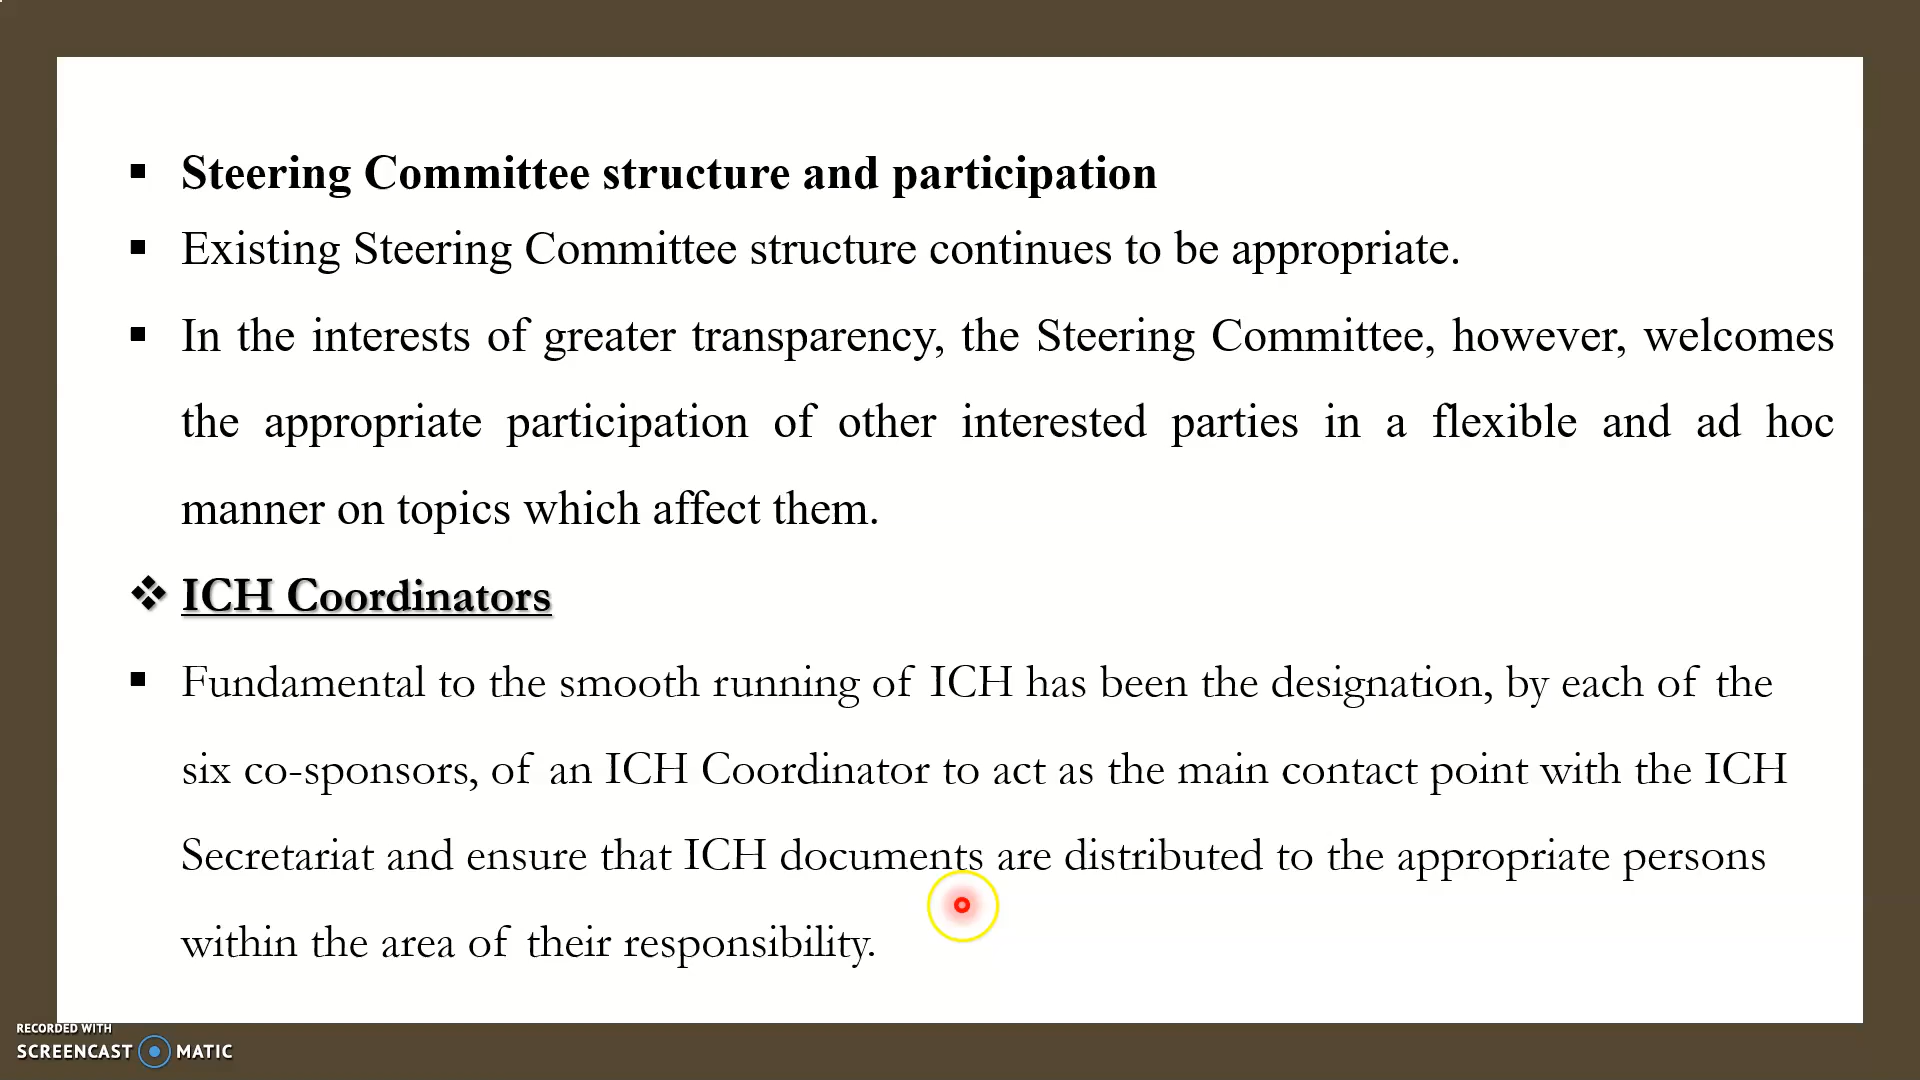 Steering Committee structure and participation
Existing Steering Committee structure continues to be appropriate.
In the interests of greater transparency, the Steering Committee, however, welcomes
the appropriate participation of other interested parties in a flexible and ad hoc
manner on topics which affect them.
ICH Coordinators
Fundamental to the smooth running of ICH has been the designation, by each of the
six co-sponsors, of an ICH Coordinator to act as the main contact point with the ICH
Secretariat and ensure that ICH documents are distributed to the appropriate persons
within the area of their responsibility.
RECORDED WITH
SCREENCAST MATIC